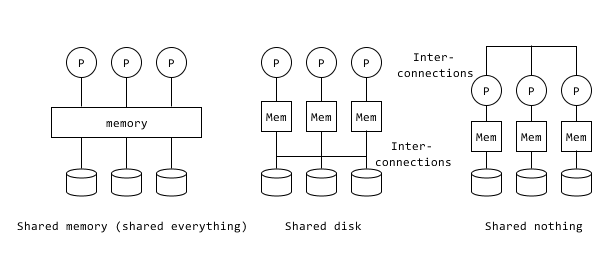 P P P
memory
Shared memory (shared everything)
P P P
Mem Mem Mem
Inter-
connections
Shared disk
Inter-
connections
P P P
Mem Mem Mem
Shared nothing